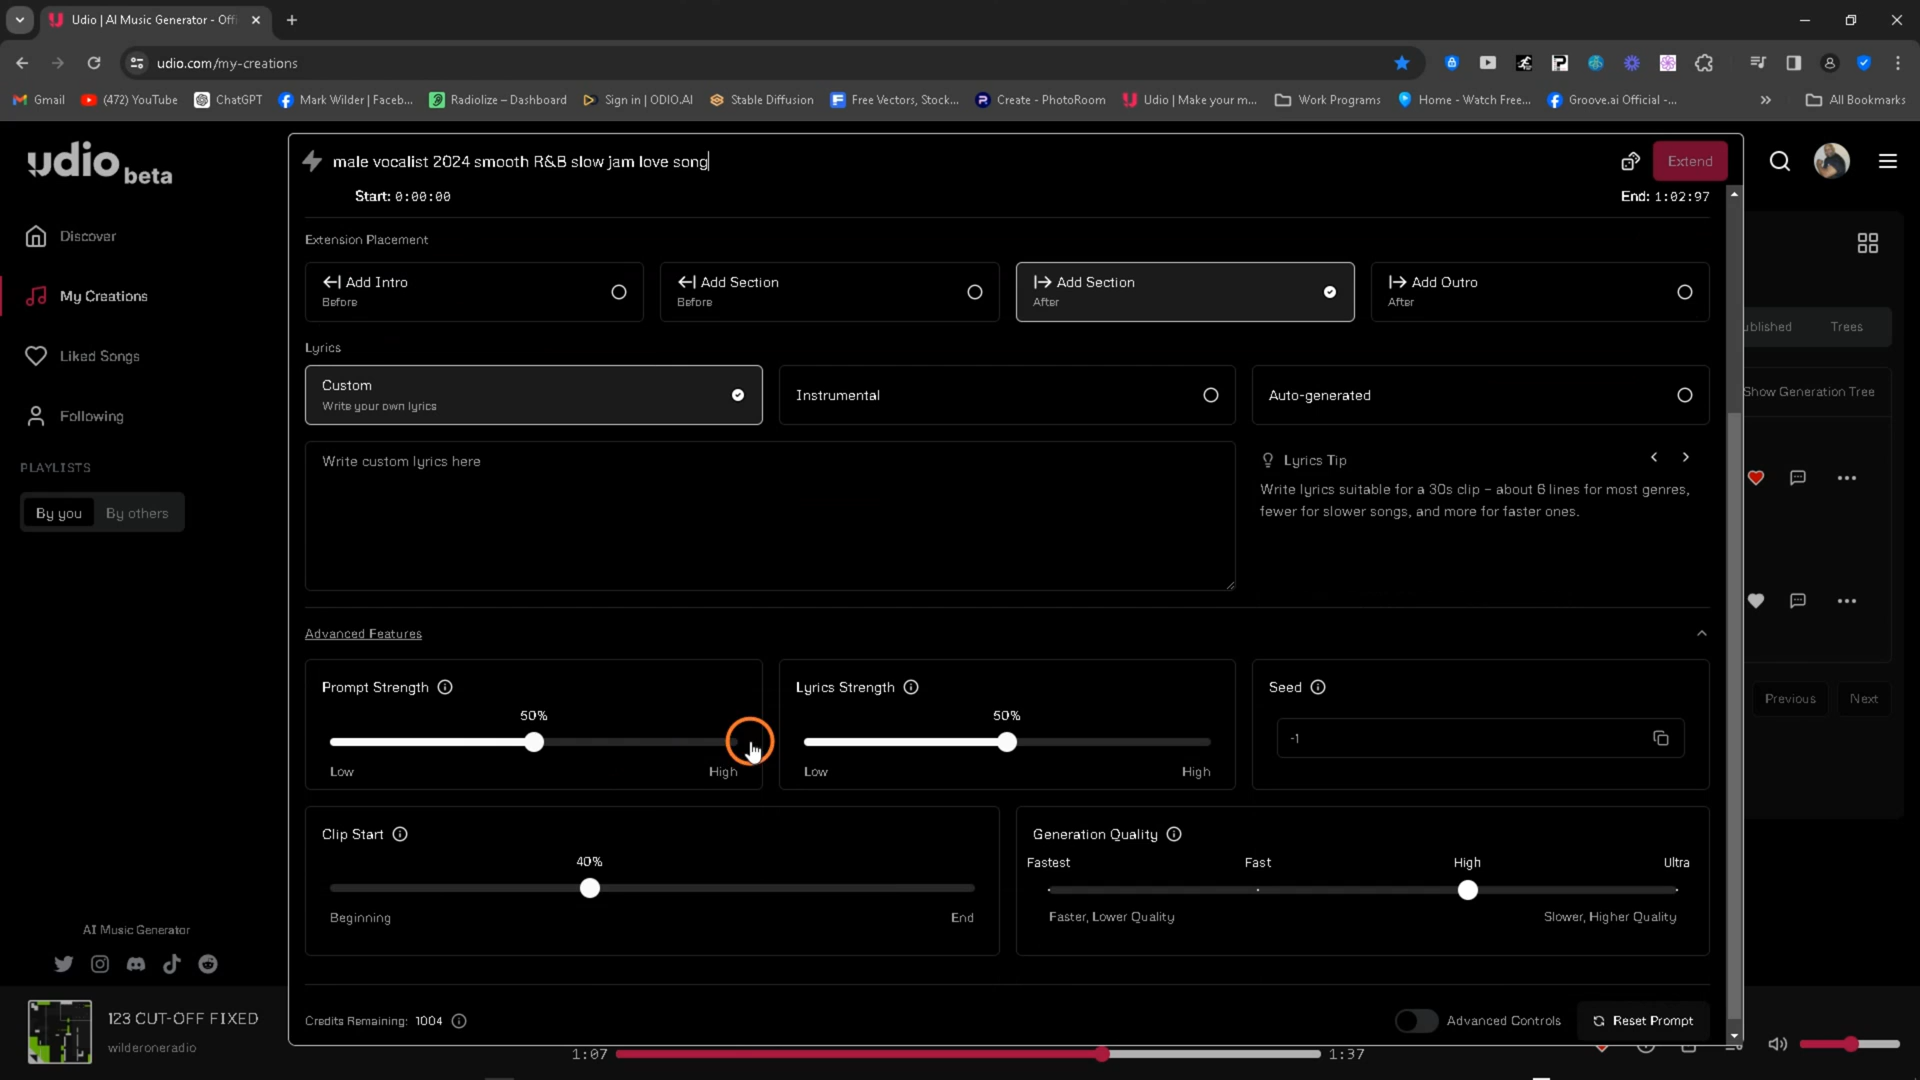 Udio | AI Music Generator - Offi
udio.com/my-creations
Gmail
(472) YouTube
ChatGPT
Mark Wilder | Faceb...
Radiolize – Dashboard
Sign in | ODIO.AI
Stable Diffusion
Free Vectors, Stock...
Create - PhotoRoom
Udio | Make your m...
Work Programs
Home - Watch Free...
Groove.ai Official -...
»
All Bookmarks
udio beta
male vocalist 2024 smooth R&B slow jam love song
Extend
Start: 0:00:00
End: 1:02:97
Discover
My Creations
Liked Songs
Following
PLAYLISTS
By you
By others
Extension Placement
Add Intro
Before
Add Section
Before
Add Section
After
Add Outro
After
ublished
Trees
Show Generation Tree
Lyrics
Custom
Write your own lyrics
Instrumental
Auto-generated
Write custom lyrics here
Lyrics Tip
Write lyrics suitable for a 30s clip – about 6 lines for most genres,
fewer for slower songs, and more for faster ones.
Advanced Features
Prompt Strength
50%
Low
High
Lyrics Strength
50%
Low
High
Seed
-1
Previous
Next
Clip Start
40%
Beginning
End
Generation Quality
Fastest
Fast
High
Ultra
Faster, Lower Quality
Slower, Higher Quality
AI Music Generator
Credits Remaining: 1004
Advanced Controls
Reset Prompt
123 CUT-OFF FIXED
wilderoneradio
1:07
1:37